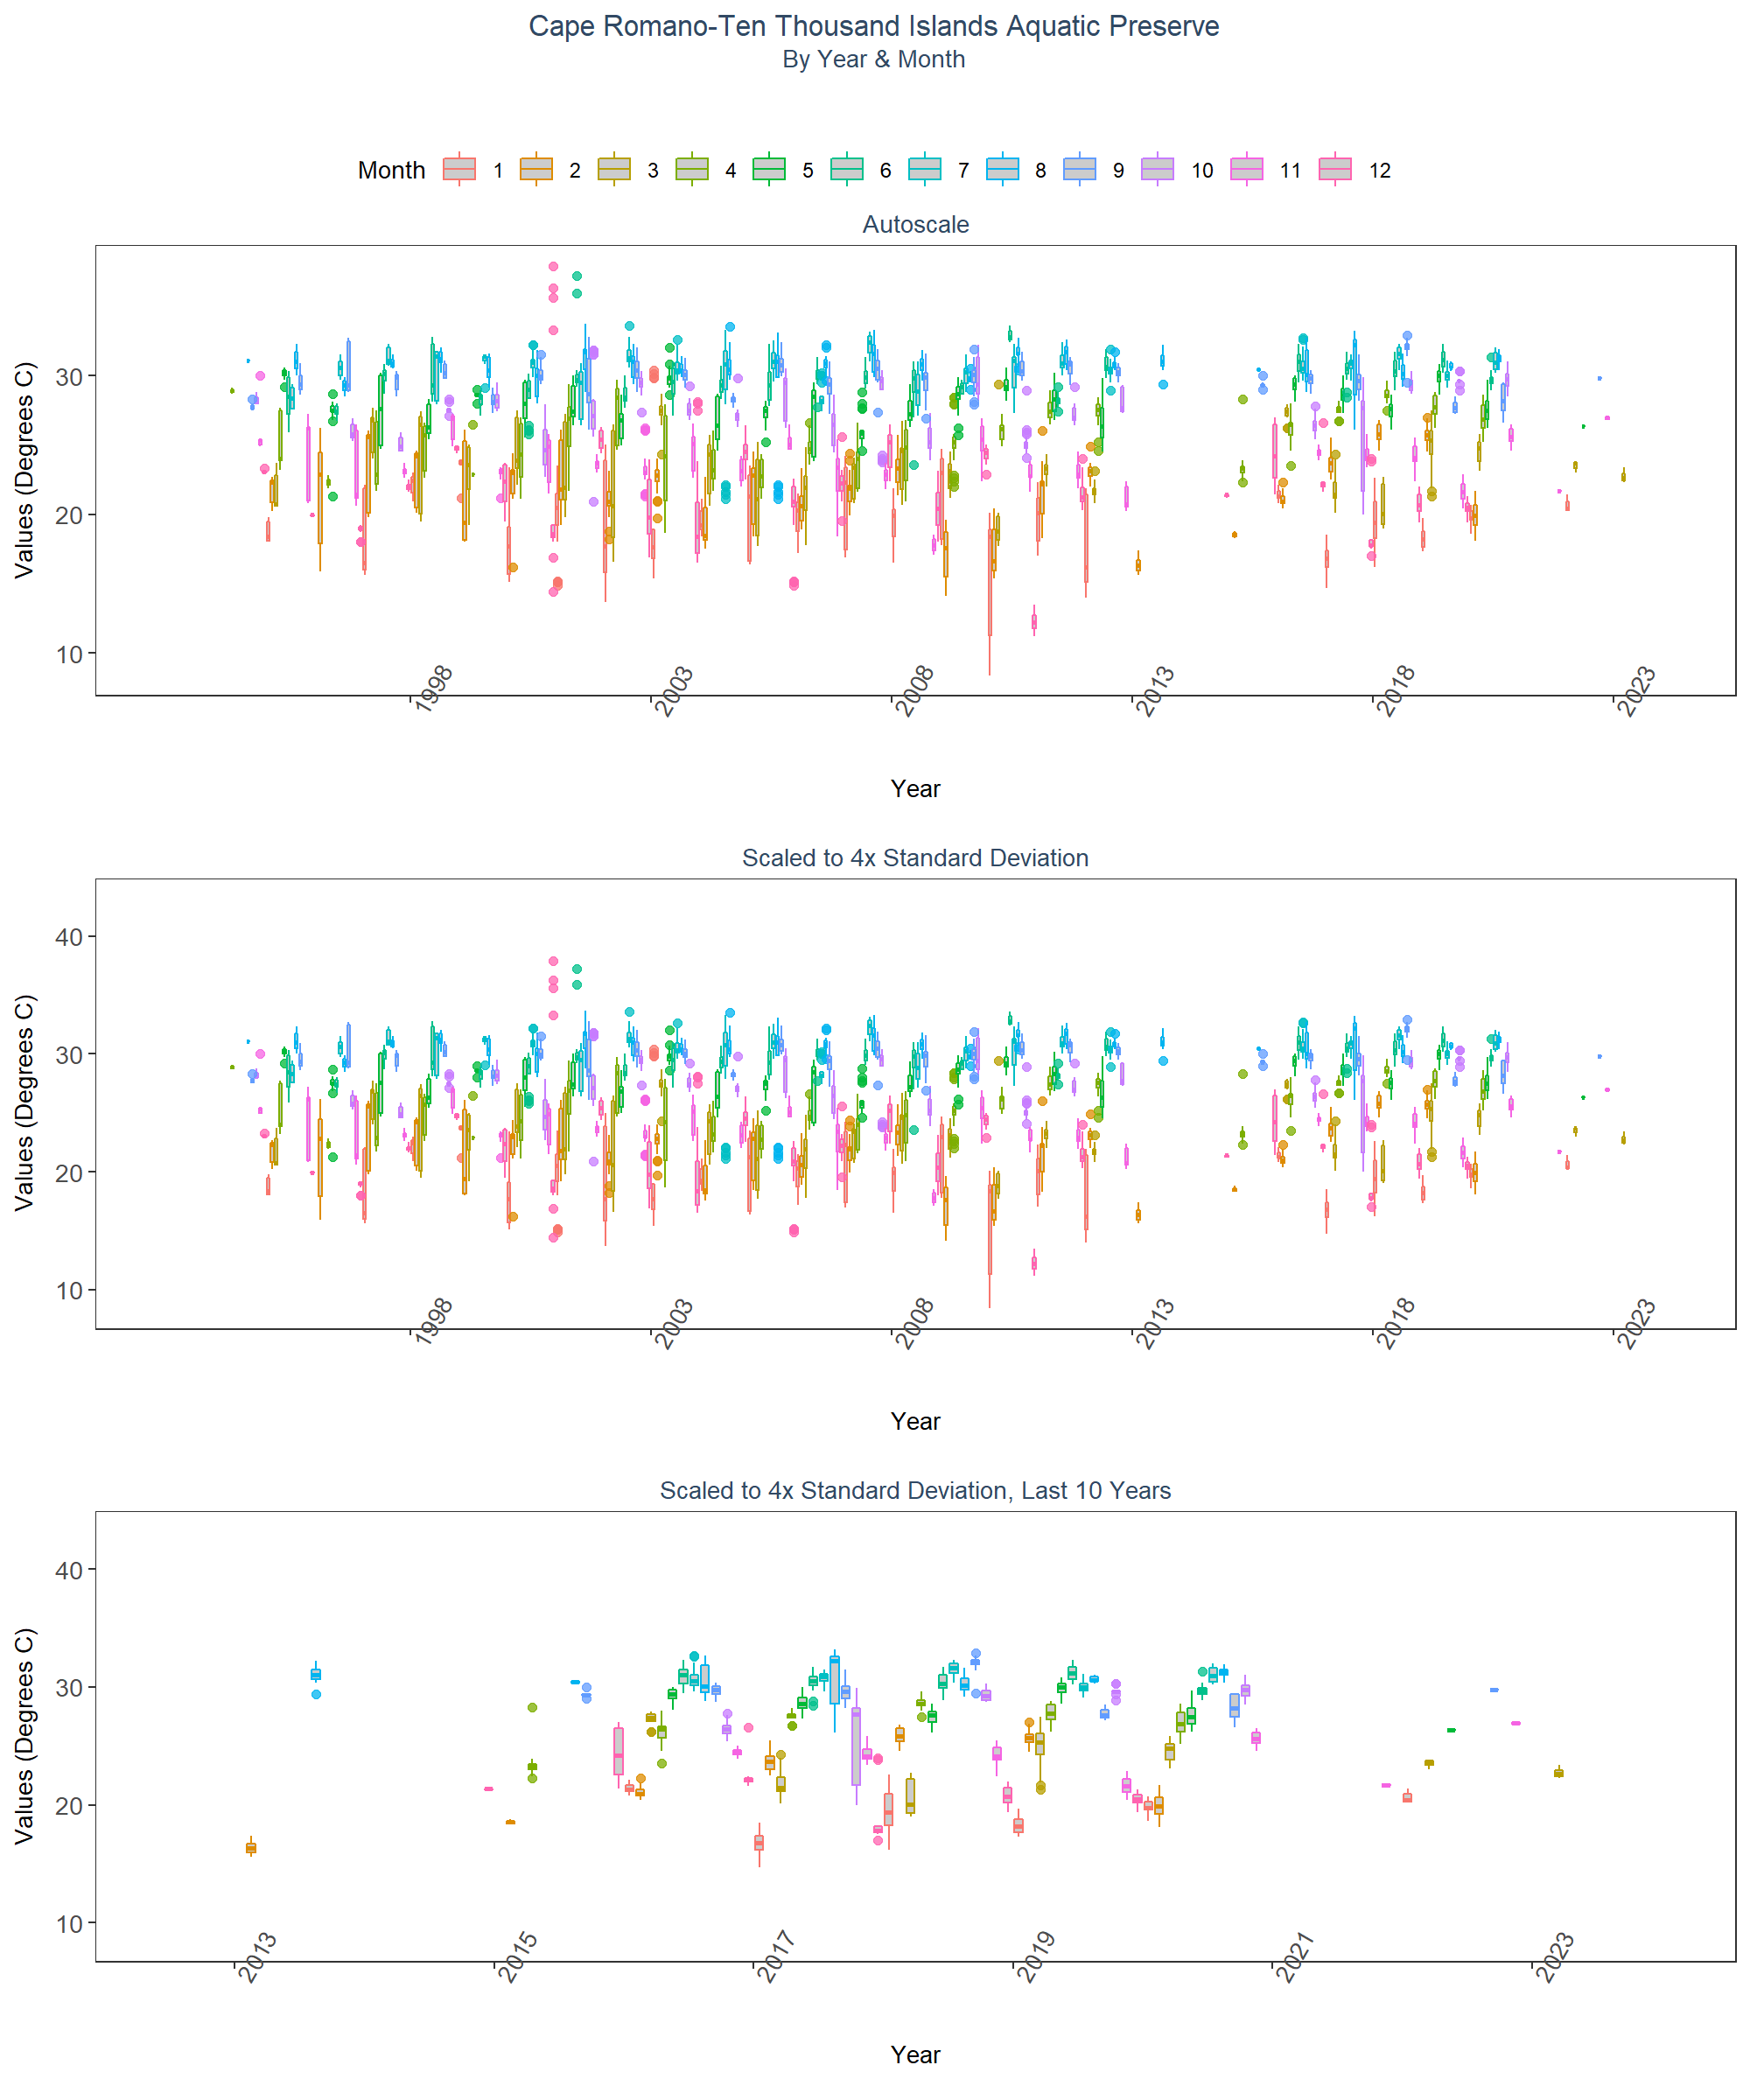 Cape Romano-Ten Thousand Islands Aquatic Preserve
By Year & Month
Month 1 2 3 4 5 6 7 8 9 10 11 12
Autoscale
Values (Degrees C)
30
20
10
1998 2003 2008 2013 2018 2023
Year
Scaled to 4x Standard Deviation
Values (Degrees C)
40
30
20
10
1998 2003 2008 2013 2018 2023
Year
Scaled to 4x Standard Deviation, Last 10 Years
Values (Degrees C)
40
30
20
10
2013 2015 2017 2019 2021 2023
Year